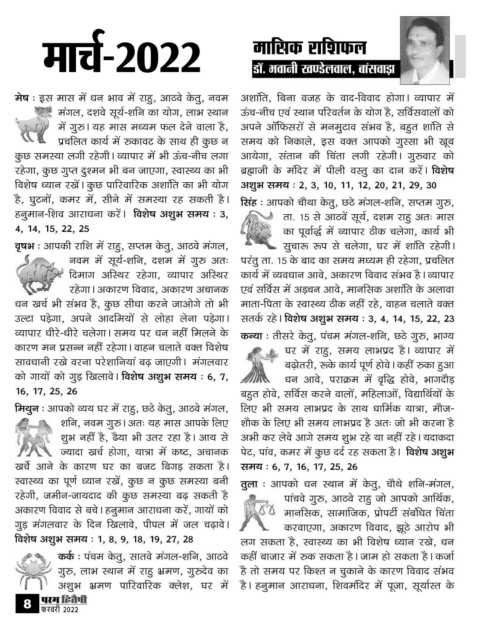 मार्च-2022
मासिक राशिफल
डॉ. भवानी खण्डेलवाल, बांसवाड़ा
मेष : इस मास में धन भाव में राहु, आठवे केतु, नवम
मंगल, दशवे सूर्य-शनि का योग, लाभ स्थान
में गुरु। यह मास मध्यम फल देने वाला है,
प्रचलित कार्य में रुकावट के साथ ही कुछ न
कुछ समस्या लगी रहेगी। व्यापार में भी ऊंच-नीच लगा
रहेगा, कुछ गुप्त दुश्मन भी बन जाएगा, स्वास्थ्य का भी
विशेष ध्यान रखें। कुछ पारिवारिक अशांति का भी योग
है, घुटनों, कमर में, सीने में समस्या रह सकती है।
हनुमान-शिव आराधना करें। विशेष अशुभ समय : 3,
4, 14, 15, 22, 25
वृषभ : आपकी राशि में राहु, सप्तम केतु, आठवे मंगल,
नवम में सूर्य-शनि, दशम में गुरु अतः
दिमाग अस्थिर रहेगा, व्यापार अस्थिर
रहेगा। अकारण विवाद, अकारण अचानक
धन खर्च भी संभव है, कुछ सीधा करने जाओगे तो भी
उल्टा पड़ेगा, अपने आदमियों से लोहा लेना पड़ेगा।
व्यापार धीरे-धीरे चलेगा। समय पर धन नहीं मिलने के
कारण मन प्रसन्न नहीं रहेगा। वाहन चलाते वक्त विशेष
सावधानी रखे वरना परेशानियां बढ़ जाएगी। मंगलवार
को गायों को गुड़ खिलावे। विशेष अशुभ समय : 6, 7,
16, 17, 25, 26
मिथुन : आपको व्यय घर में राहु, छठे केतु, आठवे मंगल,
शनि, नवम गुरु। अतः यह मास आपके लिए
शुभ नहीं है, ढैया भी उतर रहा है। आय से
ज्यादा खर्च होगा, यात्रा में कष्ट, अचानक
खर्चे आने के कारण घर का बजट बिगड़ सकता है।
स्वास्थ्य का पूर्ण ध्यान रखें, कुछ न कुछ समस्या बनी
रहेगी, जमीन-जायदाद की कुछ समस्या बढ़ सकती है
अकारण विवाद से बचे। हनुमान आराधना करें, गायों को
गुड़ मंगलवार के दिन खिलावे, पीपल में जल चढ़ावे।
विशेष अशुभ समय : 1, 8, 9, 18, 19, 27, 28
कर्क : पंचम केतु, सातवे मंगल-शनि, आठवे
गुरु, लाभ स्थान में राहु भ्रमण, गुरुदेव का
अशुभ भ्रमण पारिवारिक क्लेश, घर में
अशांति, बिना वजह के वाद-विवाद होगा। व्यापार में
ऊंच-नीच एवं स्थान परिवर्तन के योग है, सर्विसवालों को
अपने ऑफिसरों से मनमुटाव संभव है, बहुत शांति से
समय को निकाले, इस वक्त आपको गुस्सा भी खूब
आयेगा, संतान की चिंता लगी रहेगी। गुरुवार को
ब्रह्माजी के मंदिर में पीली वस्तु का दान करें। विशेष
अशुभ समय : 2, 3, 10, 11, 12, 20, 21, 29, 30
सिंह : आपको चौथा केतु, छठे मंगल-शनि, सप्तम गुरु,
ता. 15 से आठवें सूर्य, दशम राहु अतः मास
का पूर्वार्द्ध में व्यापार ठीक चलेगा, कार्य भी
सुचारू रूप से चलेगा, घर में शांति रहेगी।
परंतु ता. 15 के बाद का समय मध्यम ही रहेगा, प्रचलित
कार्य में व्यवधान आवे, अकारण विवाद संभव है। व्यापार
एवं सर्विस में अड़चन आवे, मानसिक अशांति के अलावा
माता-पिता के स्वास्थ्य ठीक नहीं रहे, वाहन चलाते वक्त
सतर्क रहे। विशेष अशुभ समय : 3, 4, 14, 15, 22, 23
कन्या : तीसरे केतु, पंचम मंगल-शनि, छठे गुरु, भाग्य
घर में राहु, समय लाभप्रद है। व्यापार में
बढ़ोतरी, रूके कार्य पूर्ण होवे। कहीं रुका हुआ
धन आवे, पराक्रम में वृद्धि होवे, भागदौड़
बहुत होवे, सर्विस करने वालों, महिलाओं, विद्यार्थियों के
लिए भी समय लाभप्रद के साथ धार्मिक यात्रा, मौज-
शौक के लिए भी समय लाभप्रद है अतः जो भी करना है
अभी कर लेवे आगे समय शुभ रहे या नहीं रहे। यदाकदा
पेट, पांव, कमर में कुछ दर्द रह सकता है। विशेष अशुभ
समय : 6, 7, 16, 17, 25, 26
तुला : आपको धन स्थान में केतु, चौथे शनि-मंगल,
पांचवे गुरु, आठवे राहु जो आपको आर्थिक,
मानसिक, सामाजिक, प्रोपर्टी संबंधित चिंता
करवाएगा, अकारण विवाद, झूठे आरोप भी
लग सकता है, स्वास्थ्य का भी विशेष ध्यान रखे, धन
कहीं बाजार में रुक सकता है। जाम हो सकता है। कर्जा
है तो समय पर किश्त न चुकाने के कारण विवाद संभव
है। हनुमान आराधना, शिवमंदिर में पूजा, सूर्यास्त के
8 परम हितैषी
फरवरी 2022